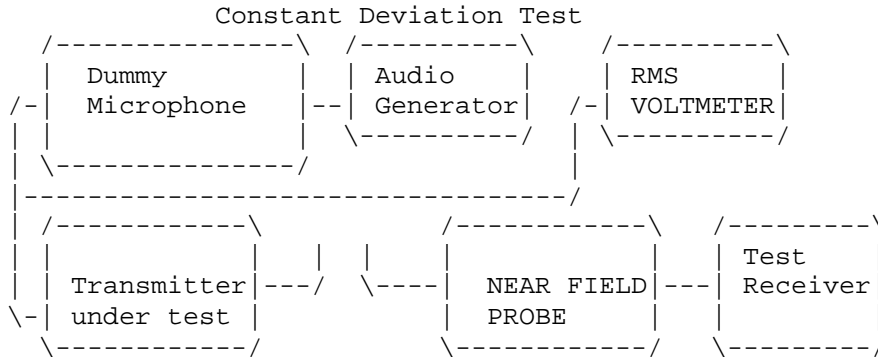 Constant Deviation Test
Dummy Audio RMS
Microphone Generator VOLTMETER
Test
Transmitter NEAR FIELD Receiver
under test PROBE